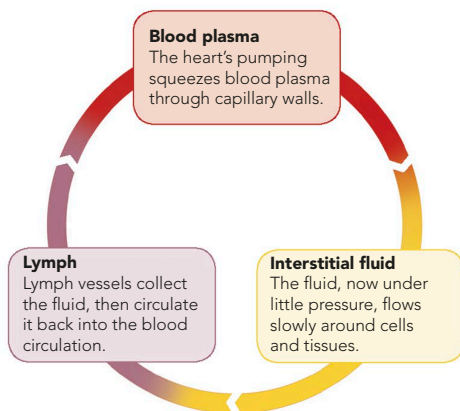 Blood plasma
The heart’s pumping
squeezes blood plasma
through capillary walls.
Interstitial fluid
The fluid, now under
little pressure, flows
slowly around cells
and tissues.
Lymph
Lymph vessels collect
the fluid, then circulate
it back into the blood
circulation.